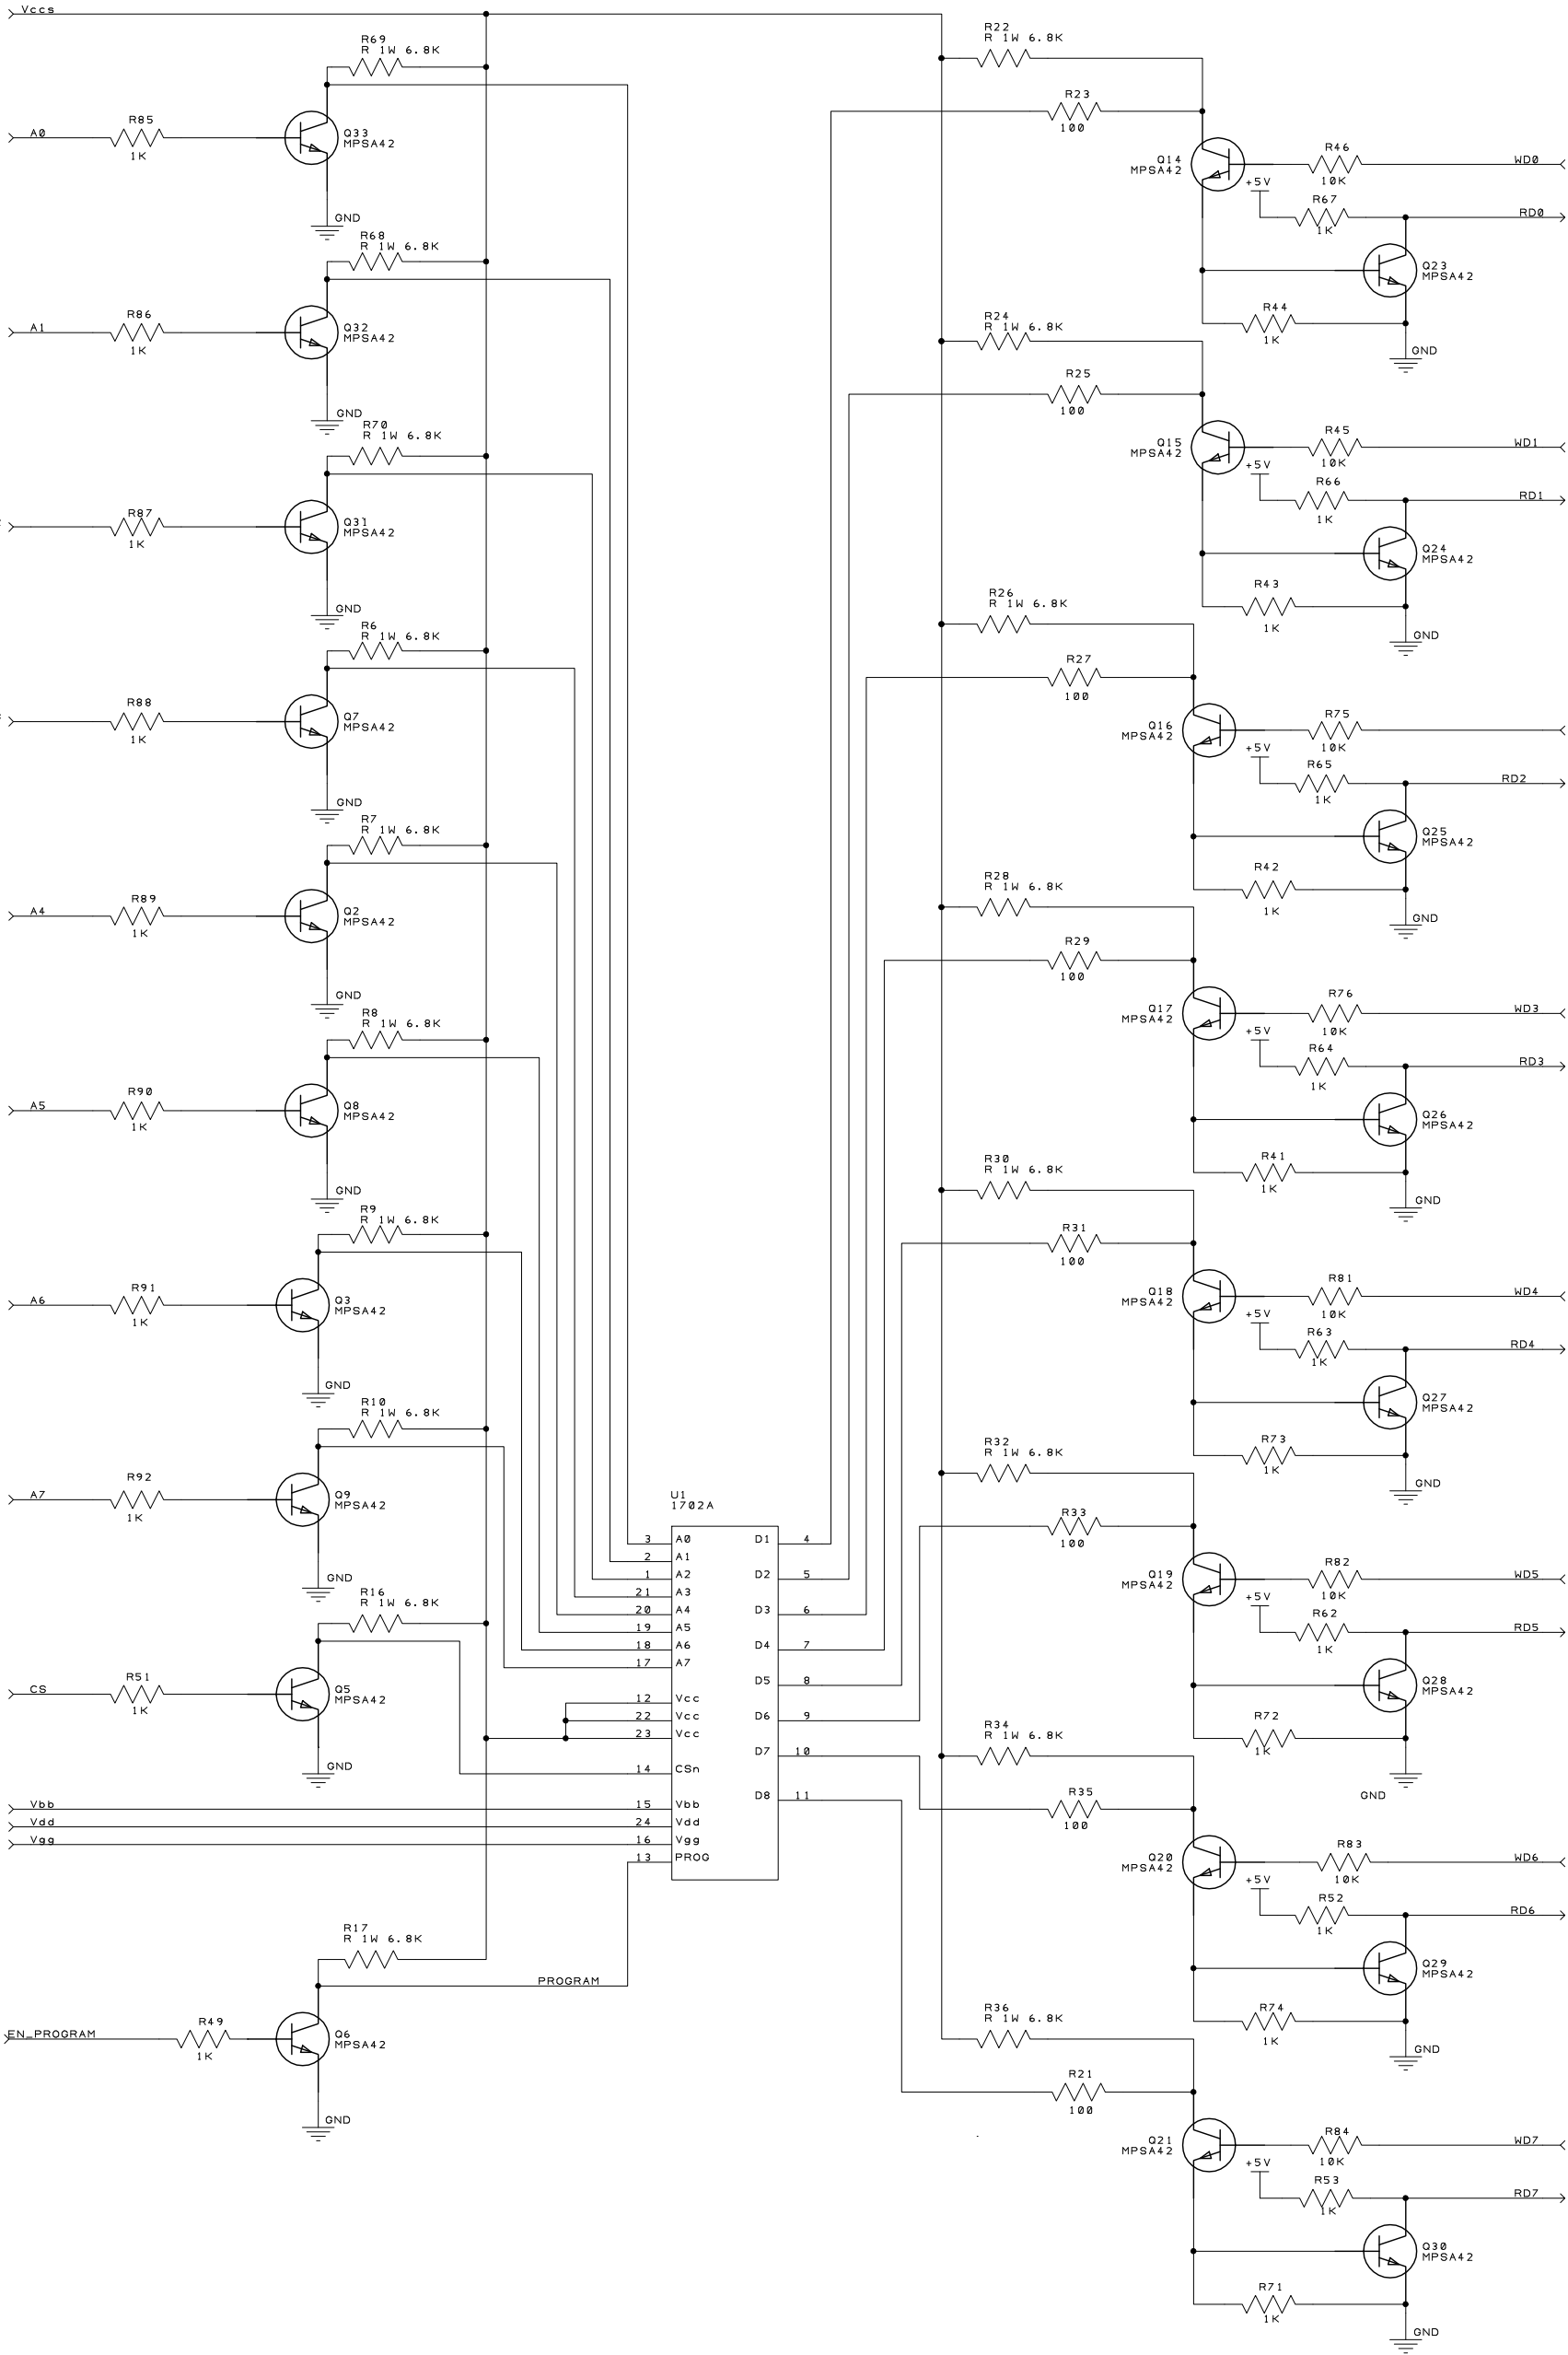 Vccs
R69
R 1W 6.8K
A0
R85
1K
Q33
MPSA42
GND
R68
R 1W 6.8K
A1
R86
1K
Q32
MPSA42
GND
R70
R 1W 6.8K
R87
1K
Q31
MPSA42
GND
R6
R 1W 6.8K
R88
1K
Q7
MPSA42
GND
R7
R 1W 6.8K
A4
R89
1K
Q2
MPSA42
GND
R8
R 1W 6.8K
A5
R90
1K
Q8
MPSA42
GND
R9
R 1W 6.8K
A6
R91
1K
Q3
MPSA42
GND
R10
R 1W 6.8K
A7
R92
1K
Q9
MPSA42
GND
R16
R 1W 6.8K
CS
R51
1K
Q5
MPSA42
GND
Vbb
Vdd
Vgg
R17
R 1W 6.8K
PROGRAM
EN_PROGRAM
R49
1K
Q6
MPSA42
GND
U1
1702A
3 A0 D1 4
2 A1
1 A2 D2 5
21 A3
20 A4 D3 6
19 A5
18 A6 D4 7
17 A7
D5 8
12 Vcc
22 Vcc D6 9
23 Vcc
D7 10
14 CSn
D8 11
15 Vbb
24 Vdd
16 Vgg
13 PROG
R22
R 1W 6.8K
R23
100
Q14
MPSA42
R46
10K
WD0
+5V
R67
1K
RD0
Q23
MPSA42
R44
1K
GND
R24
R 1W 6.8K
R25
100
Q15
MPSA42
R45
10K
WD1
+5V
R66
1K
RD1
Q24
MPSA42
R43
1K
GND
R26
R 1W 6.8K
R27
100
Q16
MPSA42
R75
10K
+5V
R65
1K
RD2
Q25
MPSA42
R42
1K
GND
R28
R 1W 6.8K
R29
100
Q17
MPSA42
R76
10K
WD3
+5V
R64
1K
RD3
Q26
MPSA42
R41
1K
GND
R30
R 1W 6.8K
R31
100
Q18
MPSA42
R81
10K
WD4
+5V
R63
1K
RD4
Q27
MPSA42
R73
1K
GND
R32
R 1W 6.8K
R33
100
Q19
MPSA42
R82
10K
WD5
+5V
R62
1K
RD5
Q28
MPSA42
R72
1K
GND
R34
R 1W 6.8K
R35
100
Q20
MPSA42
R83
10K
WD6
+5V
R52
1K
RD6
Q29
MPSA42
R74
1K
GND
R36
R 1W 6.8K
R21
100
Q21
MPSA42
R84
10K
WD7
+5V
R53
1K
RD7
Q30
MPSA42
R71
1K
GND